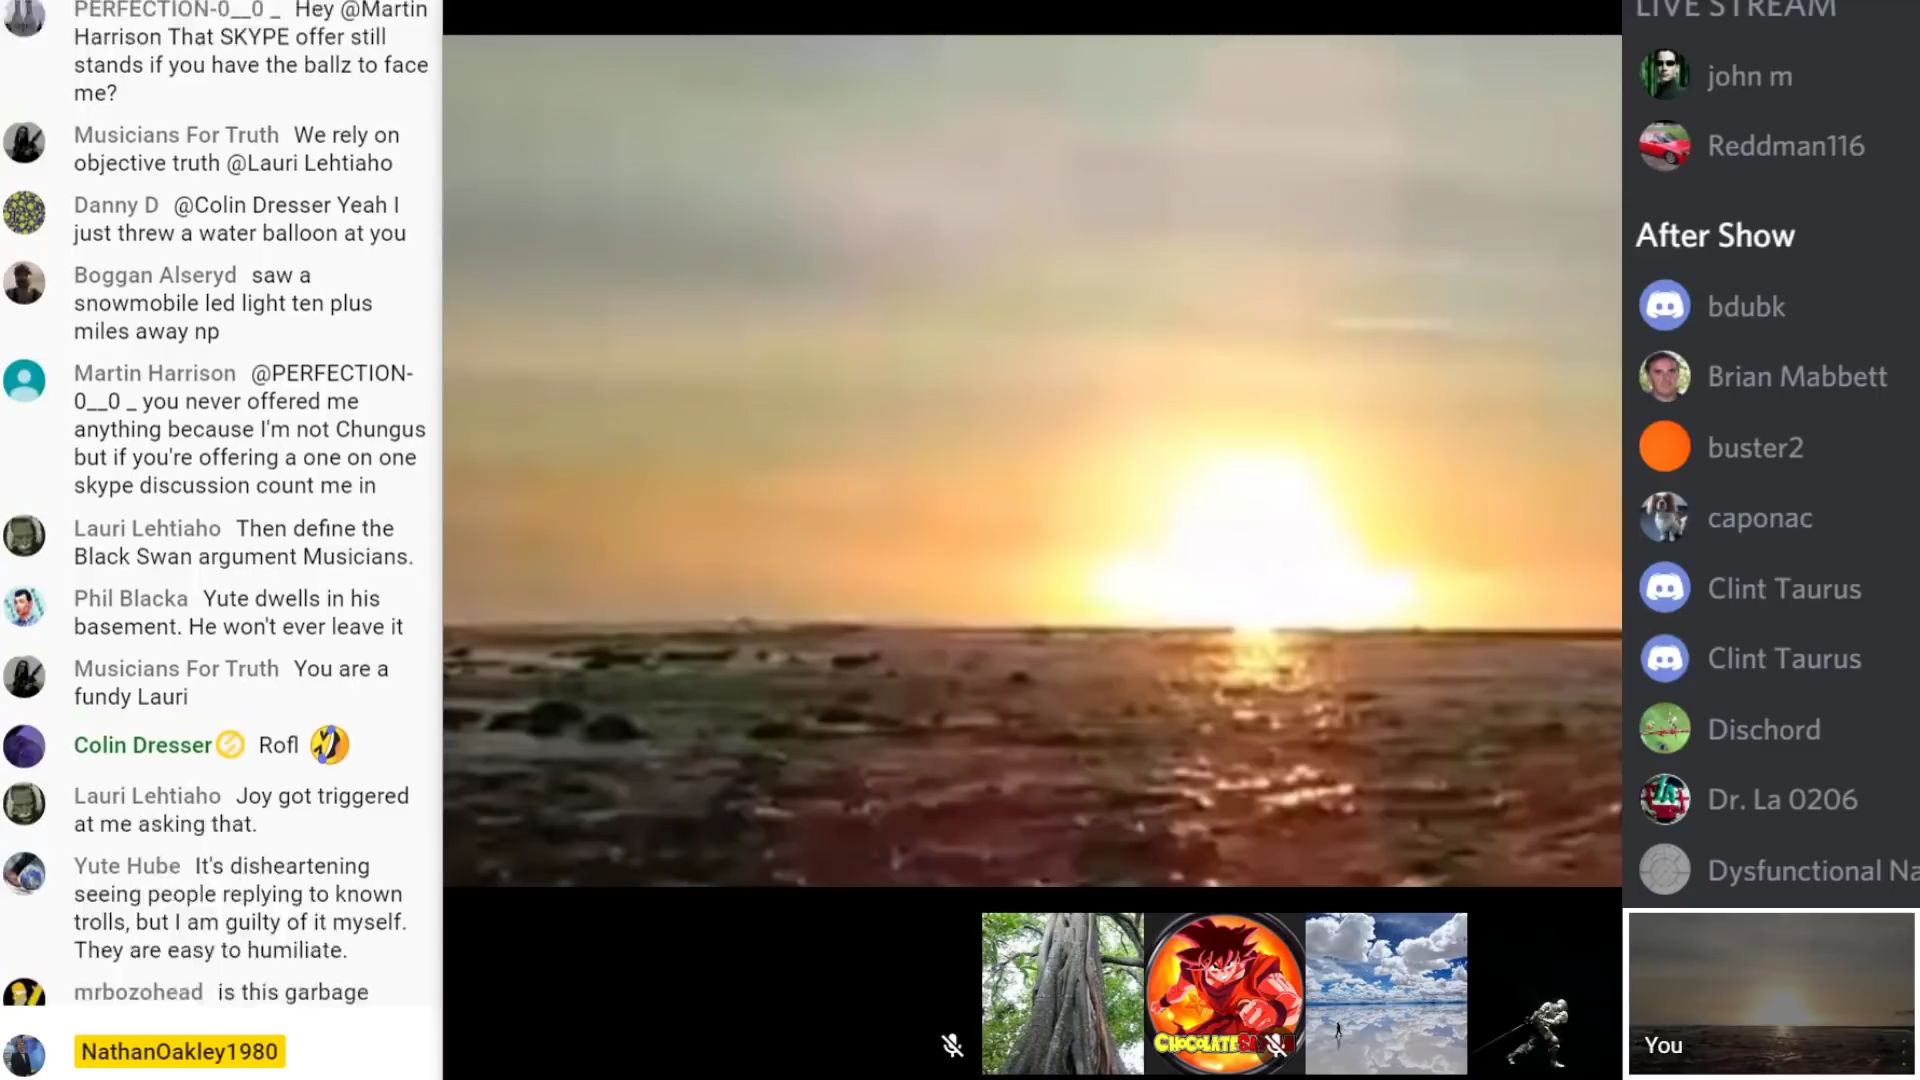 PERFECTION-0__0 _ Hey @Martin
Harrison That SKYPE offer still
stands if you have the ballz to face
me?
Musicians For Truth We rely on
objective truth @Lauri Lehtiaho
Danny D @Colin Dresser Yeah I
just threw a water balloon at you
Boggan Alseryd saw a
snowmobile led light ten plus
miles away np
Martin Harrison @PERFECTION-
0__0 _ you never offered me
anything because I'm not Chungus
but if you're offering a one on one
skype discussion count me in
Lauri Lehtiaho Then define the
Black Swan argument Musicians.
Phil Blacka Yute dwells in his
basement. He won't ever leave it
Musicians For Truth You are a
fundy Lauri
Colin Dresser Rofl
Lauri Lehtiaho Joy got triggered
at me asking that.
Yute Hube It's disheartening
seeing people replying to known
trolls, but I am guilty of it myself.
They are easy to humiliate.
mrbozohead is this garbage
NathanOakley1980
LIVE STREAM
john m
Reddman116
After Show
bdubk
Brian Mabbett
buster2
caponac
Clint Taurus
Clint Taurus
Dischord
Dr. La 0206
Dysfunctional Na
You